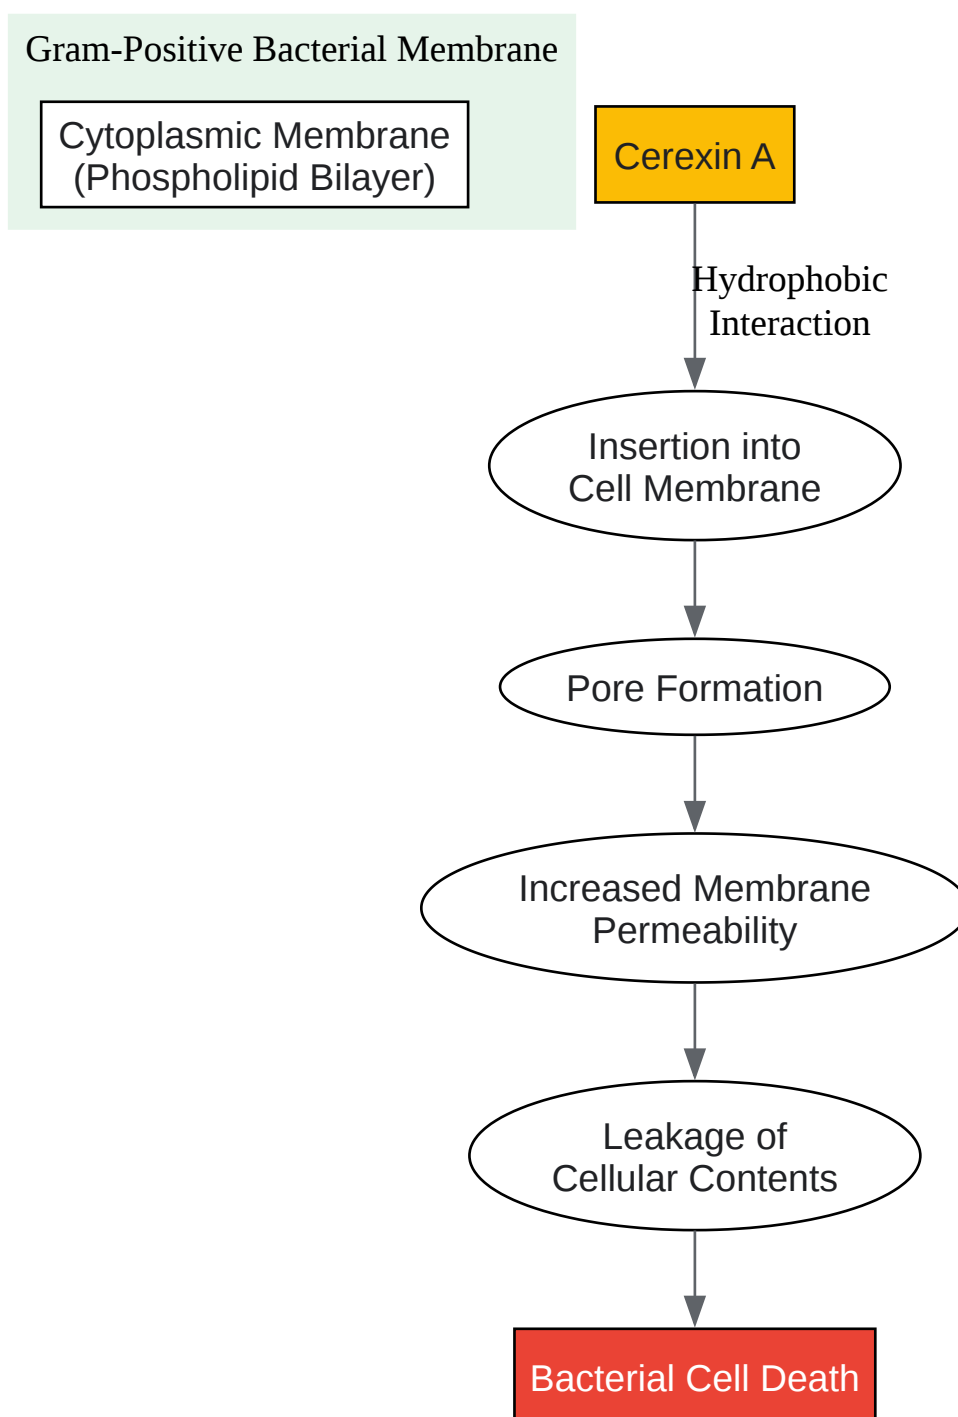 Gram-Positive Bacterial Membrane
Cytoplasmic Membrane
(Phospholipid Bilayer)
Cerexin A
Hydrophobic
Interaction
Insertion into
Cell Membrane
Pore Formation
Increased Membrane
Permeability
Leakage of
Cellular Contents
Bacterial Cell Death